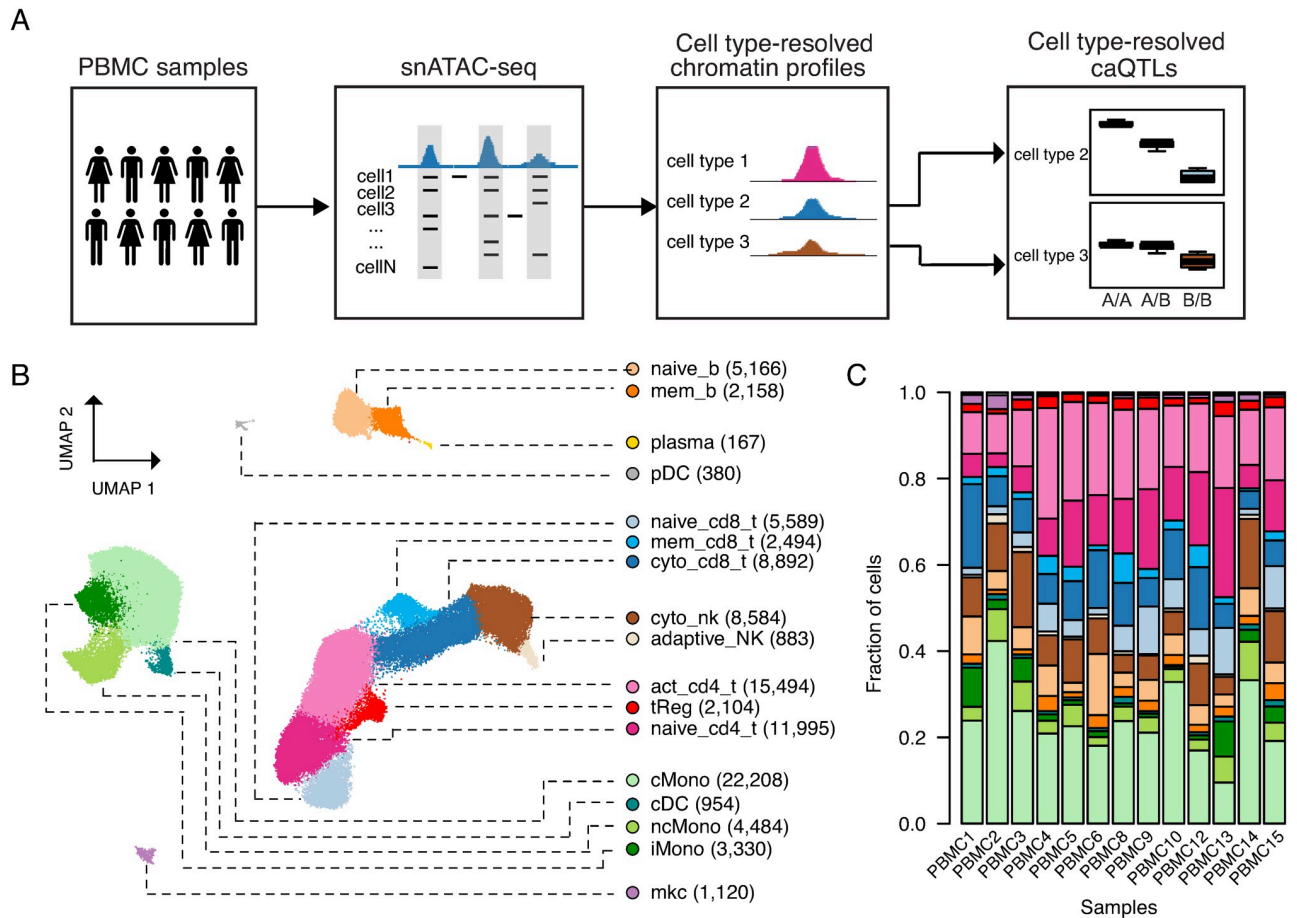 A
PBMC samples
snATAC-seq
cell1
cell2
cell3
...
...
cellN
Cell type-resolved
chromatin profiles
cell type 1
cell type 2
cell type 3
Cell type-resolved
caQTLs
cell type 2
cell type 3
A/A A/B B/B
B
UMAP 2
UMAP 1
naive_b (5,166)
mem_b (2,158)
plasma (167)
pDC (380)
naive_cd8_t (5,589)
mem_cd8_t (2,494)
cyto_cd8_t (8,892)
cyto_nk (8,584)
adaptive_NK (883)
act_cd4_t (15,494)
tReg (2,104)
naive_cd4_t (11,995)
cMono (22,208)
cDC (954)
ncMono (4,484)
iMono (3,330)
mkc (1,120)
C
Fraction of cells
1.0
0.8
0.6
0.4
0.2
0.0
PBMC1
PBMC2
PBMC3
PBMC4
PBMC5
PBMC6
PBMC8
PBMC9
PBMC10
PBMC12
PBMC13
PBMC14
PBMC15
Samples